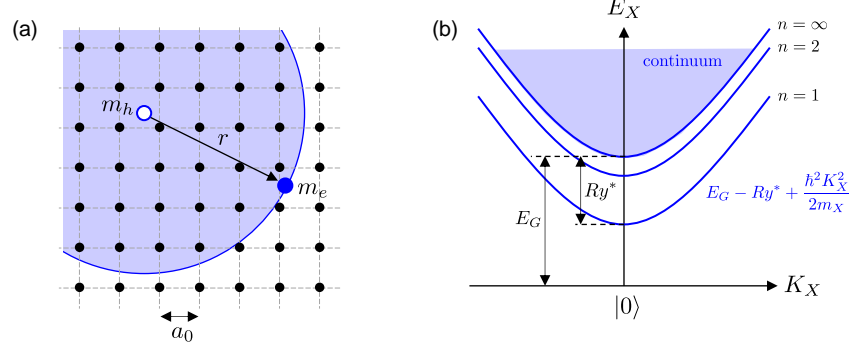 (a)
m_h
r
m_e
a_0
(b)
E_X
n = ∞
n = 2
continuum
n = 1
Ry*
E_G − Ry* + ℏ²K_X²/2m_X
E_G
K_X
|0⟩